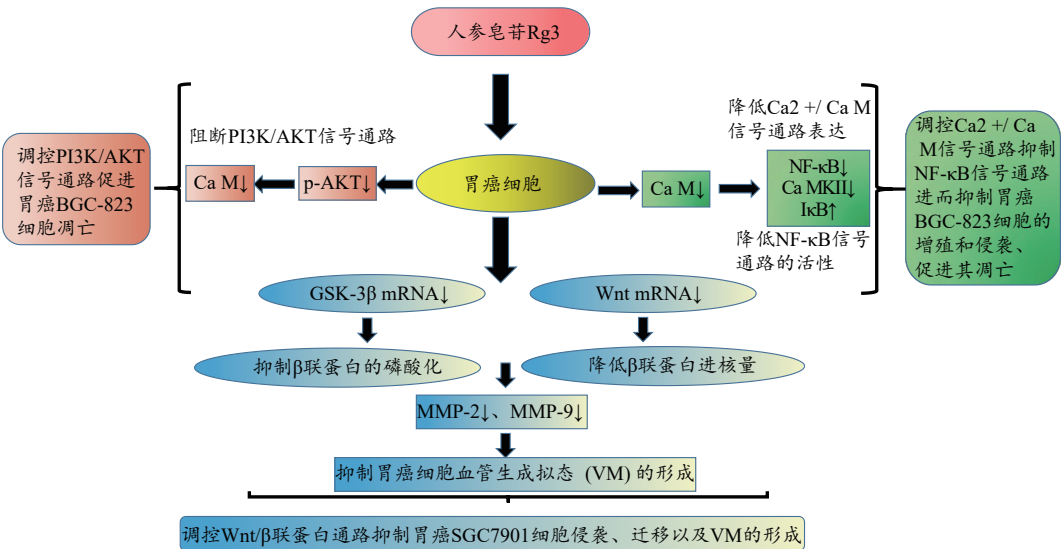 人参皂苷Rg3
调控PI3K/AKT
信号通路促进
胃癌BGC-823
细胞凋亡
阻断PI3K/AKT信号通路
Ca M↓
p-AKT↓
胃癌细胞
Ca M↓
降低Ca2 +/ Ca M
信号通路表达
NF-κB↓
Ca MKII↓
IκB↑
降低NF-κB信号
通路的活性
调控Ca2 +/ Ca
M信号通路抑制
NF-κB信号通路
进而抑制胃癌
BGC-823细胞的
增殖和侵袭、
促进其凋亡
GSK-3β mRNA↓
Wnt mRNA↓
抑制β联蛋白的磷酸化
降低β联蛋白进核量
MMP-2↓、MMP-9↓
抑制胃癌细胞血管生成拟态 (VM) 的形成
调控Wnt/β联蛋白通路抑制胃癌SGC7901细胞侵袭、迁移以及VM的形成